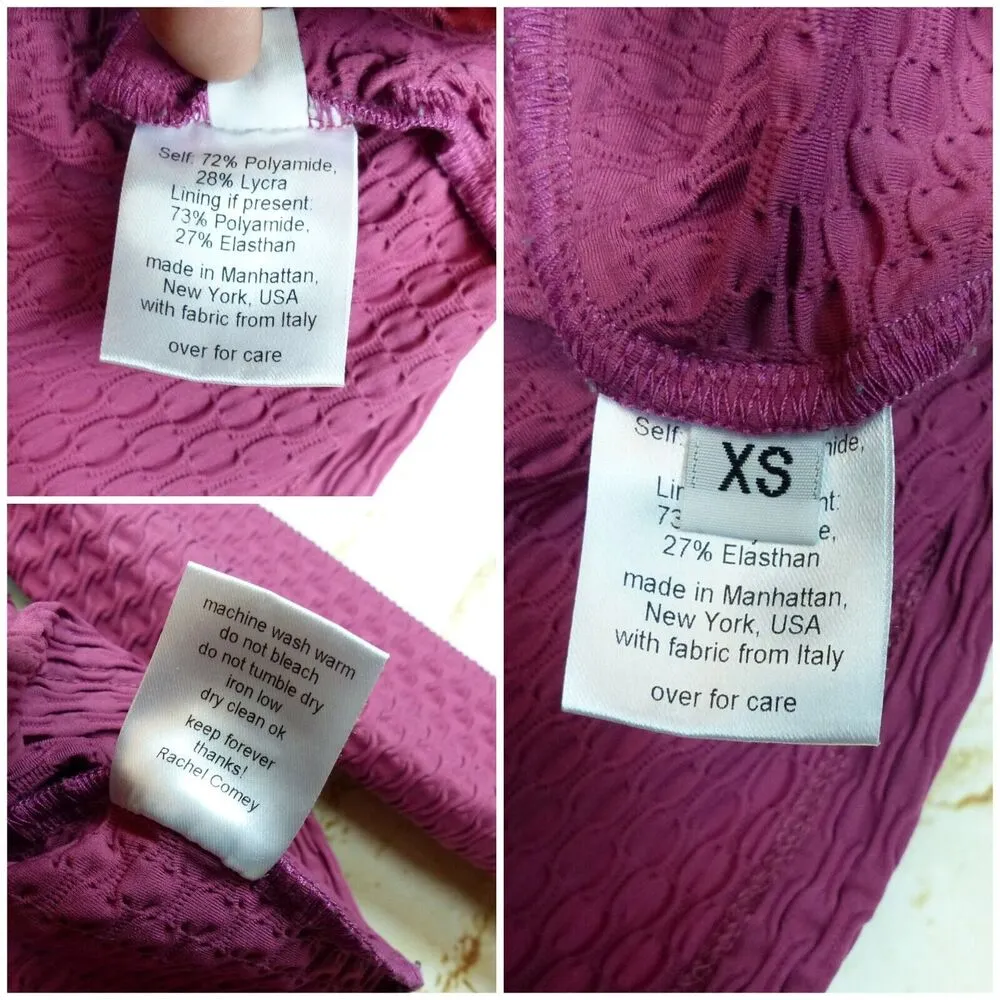 Self: 72% Polyamide,
28% Lycra
Lining if present:
73% Polyamide,
27% Elasthan
made in Manhattan,
New York, USA
with fabric from Italy
over for care
machine wash warm
do not bleach
do not tumble dry
iron low
dry clean ok
keep forever
thanks!
Rachel Comey
Self: nide,
XS
Lin nt:
73 e,
27% Elasthan
made in Manhattan,
New York, USA
with fabric from Italy
over for care